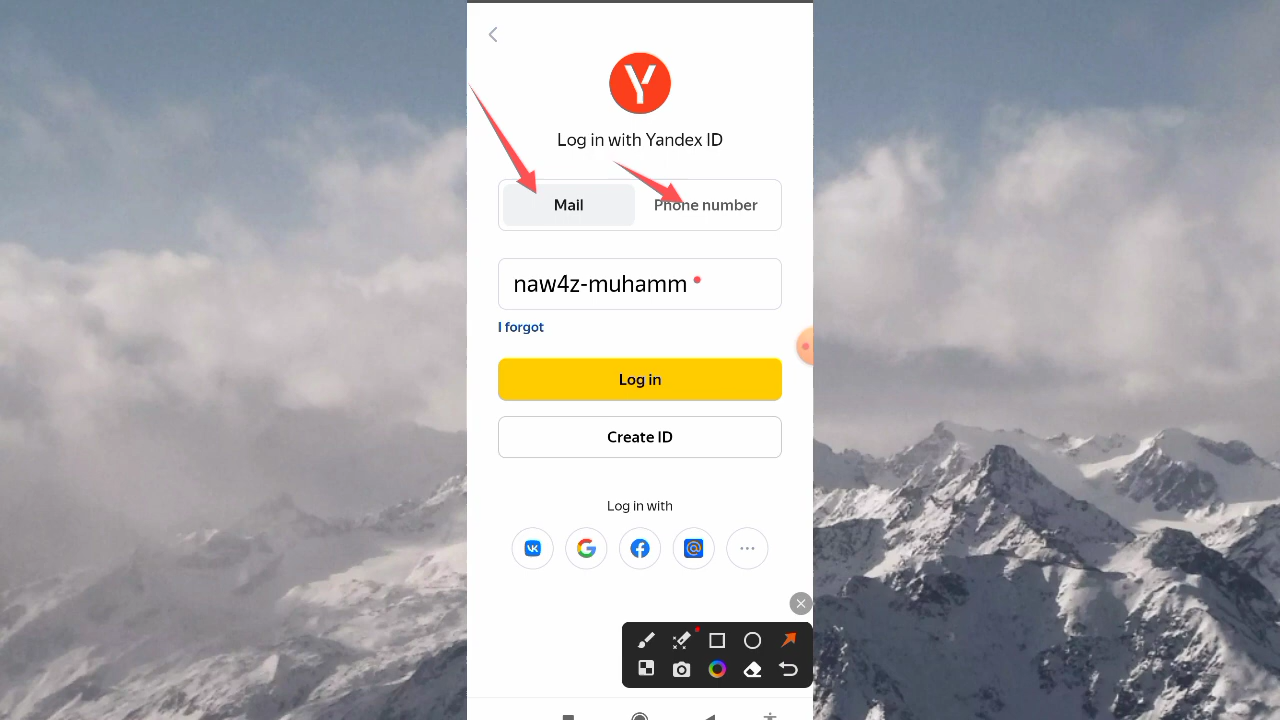 Log in with Yandex ID
Mail
Phone number
naw4z-muhamm
I forgot
Log in
Create ID
Log in with